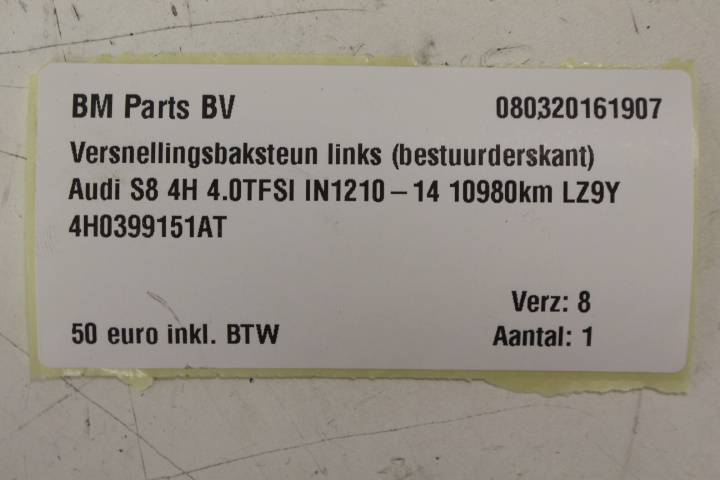 BM Parts BV 080320161907
Versnellingsbaksteun links (bestuurderskant)
Audi S8 4H 4.0TFSI IN1210-14 10980km LZ9Y
4H0399151AT
Verz: 8
50 euro inkl. BTW Aantal: 1